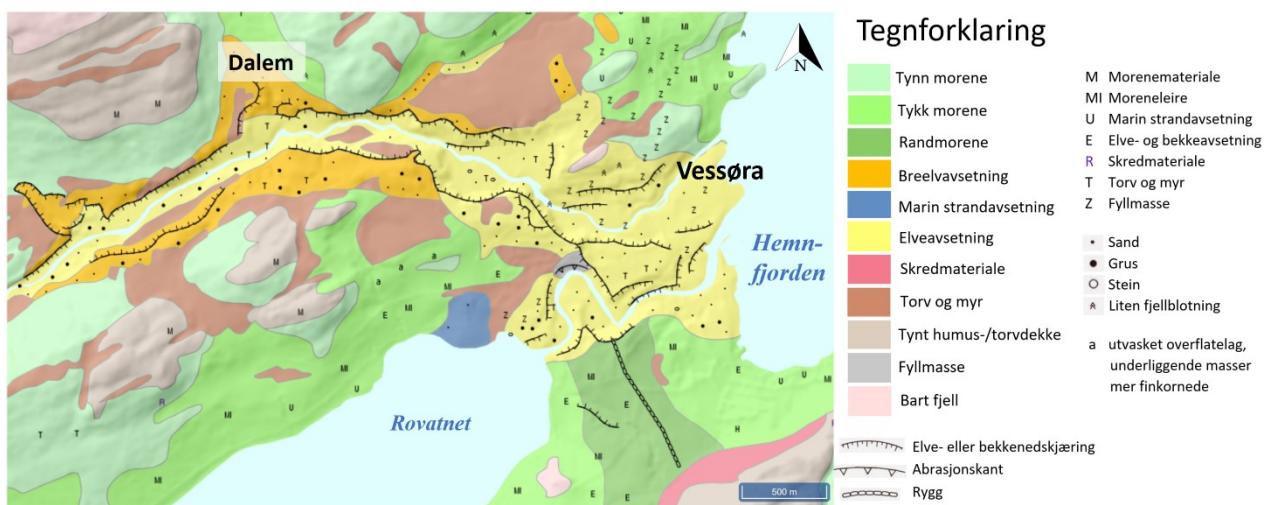 Dalem
N
Vessøra
Hemn-
fjorden
Rovatnet
500 m
Tegnforklaring
Tynn morene
Tykk morene
Randmorene
Breelvavsetning
Marin strandavsetning
Elveavsetning
Skredmateriale
Torv og myr
Tynt humus-/torvdekke
Fyllmasse
Bart fjell
Elve- eller bekkenedskjæring
Abrasjonskant
Rygg
M Morenemateriale
MI Moreneleire
U Marin strandavsetning
E Elve- og bekkeavsetning
R Skredmateriale
T Torv og myr
Z Fyllmasse
Sand
Grus
Stein
Liten fjellblotning
a utvasket overflatelag,
underliggende masser
mer finkornede